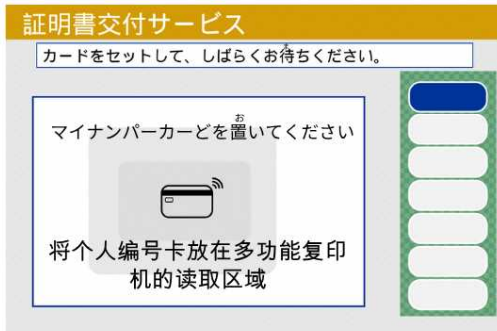 証明書交付サービス
カードをセットして、しばらくお待ちください。
マイナンパーカーどを置いてください
将个人编号卡放在多功能复印
机的读取区域